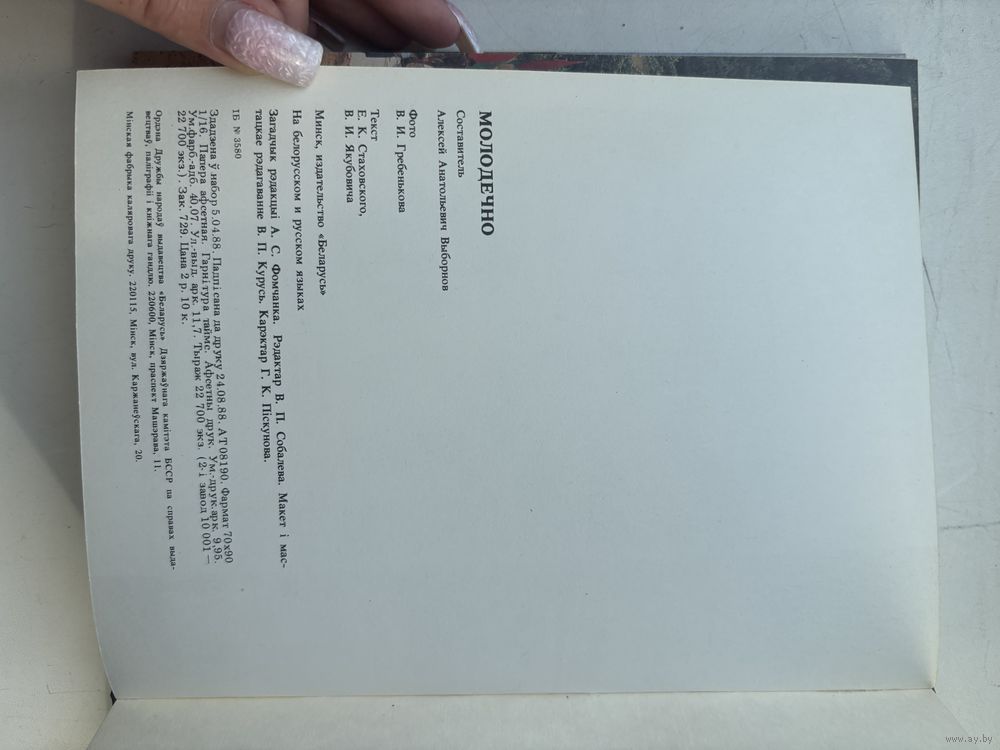 МОЛОДЕЧНО
Составитель
Алексей Анатольевич Выборнов
Фото
В. И. Гребенькова
Текст
Е. К. Стаховского,
В. И. Якубовича
Минск, издательство «Беларусь»
На белорусском и русском языках
Загадчык рэдакцыі А. С. Фомчанка. Рэдактар В. П. Собалева. Макет і мас-
тацкае рэдагаванне В. П. Курусь. Карэктар Г. К. Піскунова.
ІБ № 3580
Здадзена ў набор 5.04.88. Падпісана да друку 24.08.88. АТ 08190. Фармат 70х90
1/16. Папера афсетная. Гарнітура таймс. Афсетны друк. Ум.-друк.арк. 9,95.
Ум.фарб.-адб. 40,07. Ул.-выд. арк. 11,7. Тыраж 22 700 экз. (2-і завод 10 001—
22 700 экз.). Зак. 729. Цана 2 р. 10 к.
Ордэна Дружбы народаў выдавецтва «Беларусь» Дзяржаўнага камітэта БССР па справах выда-
вецтваў, паліграфіі і кніжнага гандлю. 220600, Мінск, праспект Машэрава, 11.
Мінская фабрыка каляровага друку. 220115, Мінск, вул. Каржанеўскага, 20.
www.ay.by